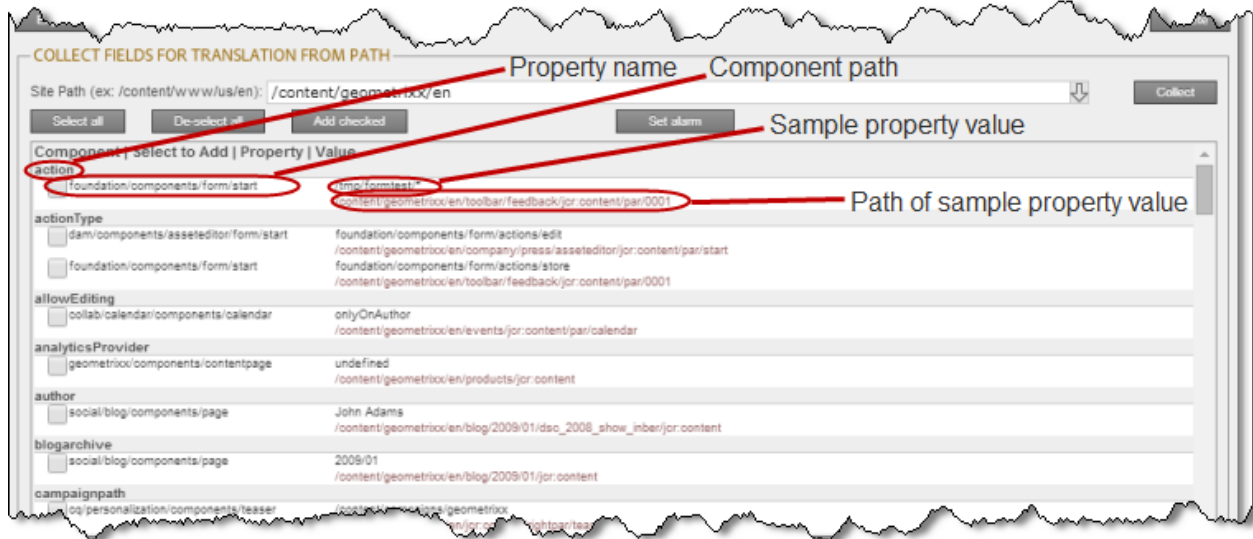 COLLECT FIELDS FOR TRANSLATION FROM PATH
Property name
Component path
Site Path (ex: /content/www/us/en): /content/geometrixx/en
Collect
Select all
De-select all
Add checked
Set alarm
Sample property value
Component | Select to Add | Property | Value
action
foundation/components/form/start
/tmp/formtest/*
/content/geometrixx/en/toolbar/feedback/jcr:content/par/0001
Path of sample property value
actionType
dam/components/asseteditor/form/start
foundation/components/form/actions/edit
/content/geometrixx/en/company/press/asseteditor/jcr:content/par/start
foundation/components/form/start
foundation/components/form/actions/store
/content/geometrixx/en/toolbar/feedback/jcr:content/par/0001
allowEditing
collab/calendar/components/calendar
onlyOnAuthor
/content/geometrixx/en/events/jcr:content/par/calendar
analyticsProvider
geometrixx/components/contentpage
undefined
/content/geometrixx/en/products/jcr:content
author
social/blog/components/page
John Adams
/content/geometrixx/en/blog/2009/01/dsc_2008_show_inber/jcr:content
blogarchive
social/blog/components/page
2009/01
/content/geometrixx/en/blog/2009/01/jcr:content
campaignpath
cq/personalization/components/teaser